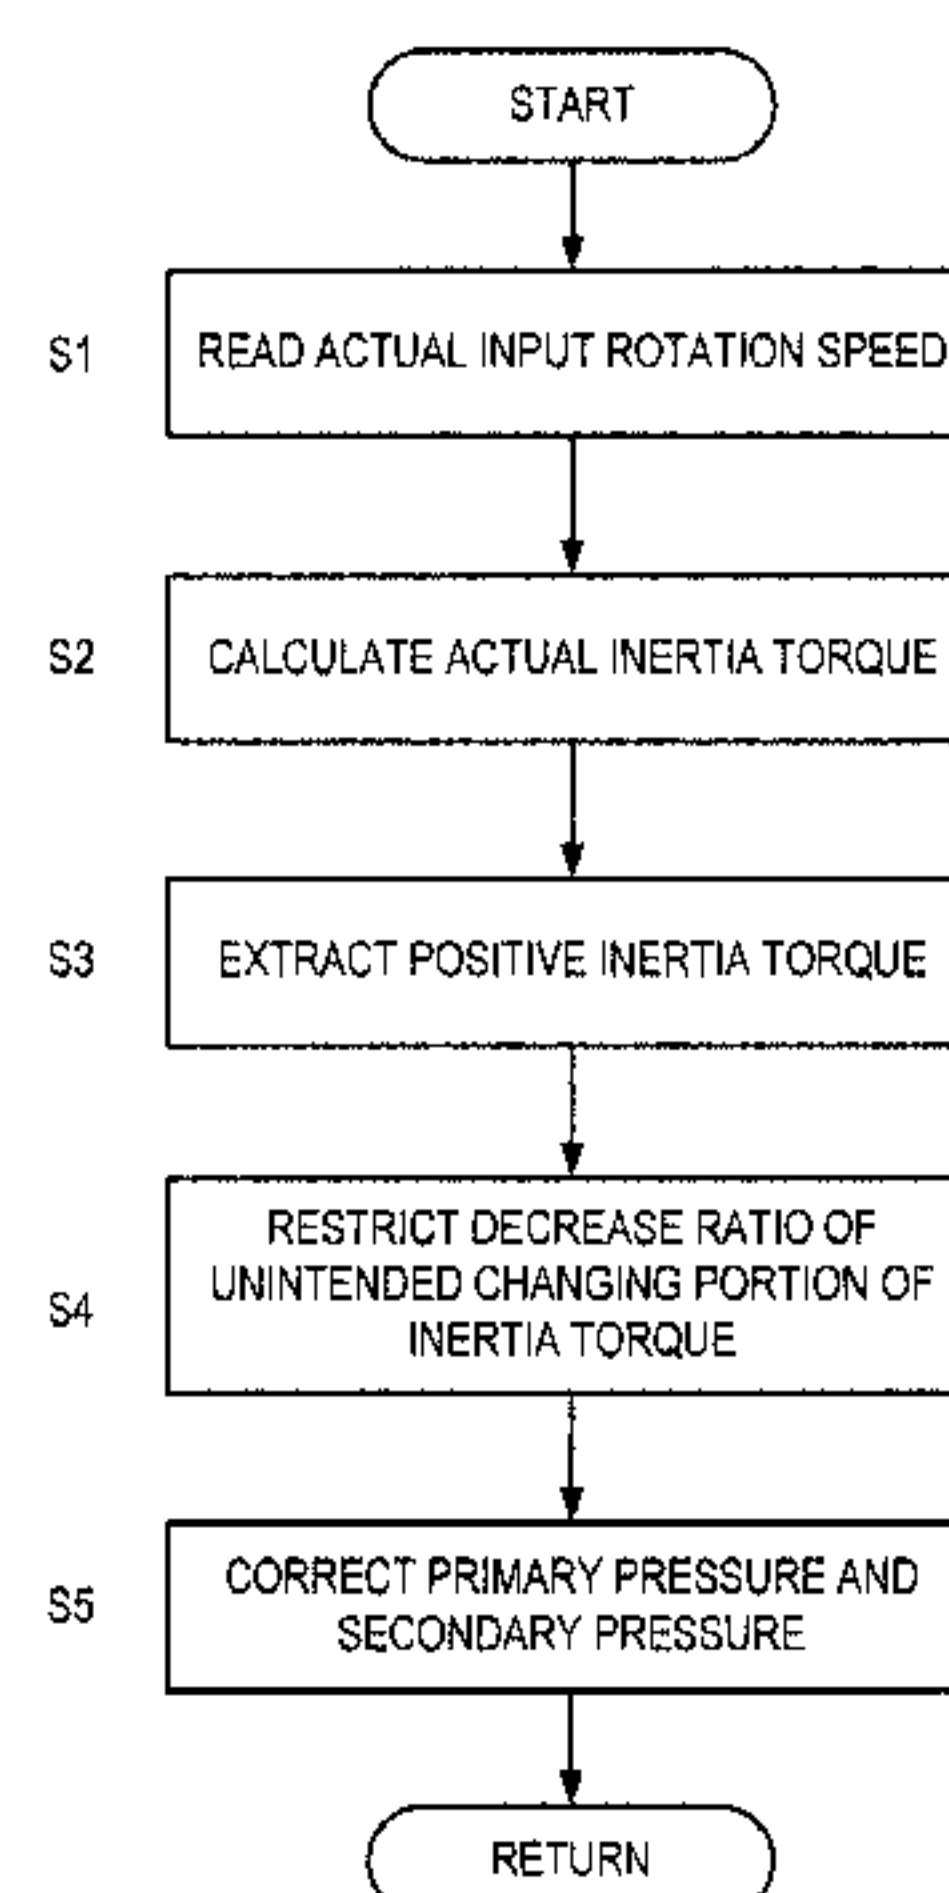 START
S1 READ ACTUAL INPUT ROTATION SPEED
S2 CALCULATE ACTUAL INERTIA TORQUE
S3 EXTRACT POSITIVE INERTIA TORQUE
S4 RESTRICT DECREASE RATIO OF
UNINTENDED CHANGING PORTION OF
INERTIA TORQUE
S5 CORRECT PRIMARY PRESSURE AND
SECONDARY PRESSURE
RETURN